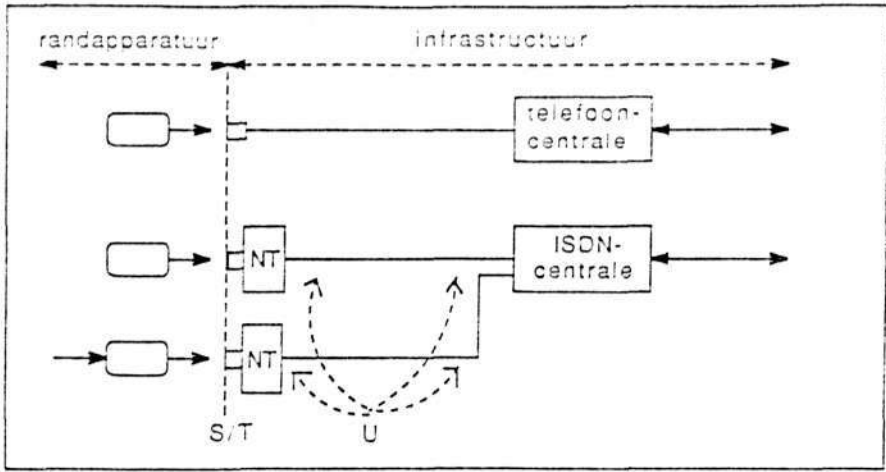 randapparatuur infrastructuur
telefoon-
centrale
NT
ISDN-
centrale
NT
S/T U